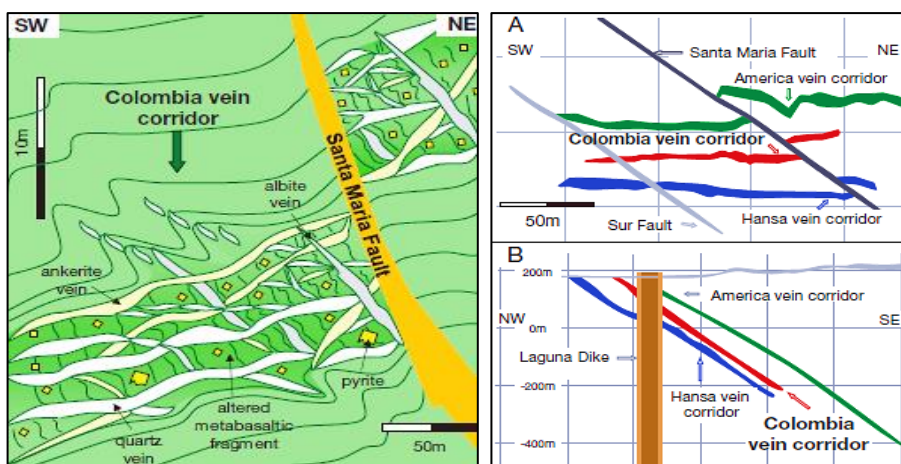 SW
NE
10m
Colombia vein
corridor
Santa Maria Fault
albite
vein
ankerite
vein
pyrite
altered
metabasaltic
fragment
quartz
vein
50m
A
SW
NE
Santa Maria Fault
America vein corridor
Colombia vein corridor
Hansa vein
corridor
50m
Sur Fault
B
200m
NW
America vein corridor
SE
0m
Laguna Dike
-200m
Hansa vein
corridor
Colombia
vein corridor
-400m